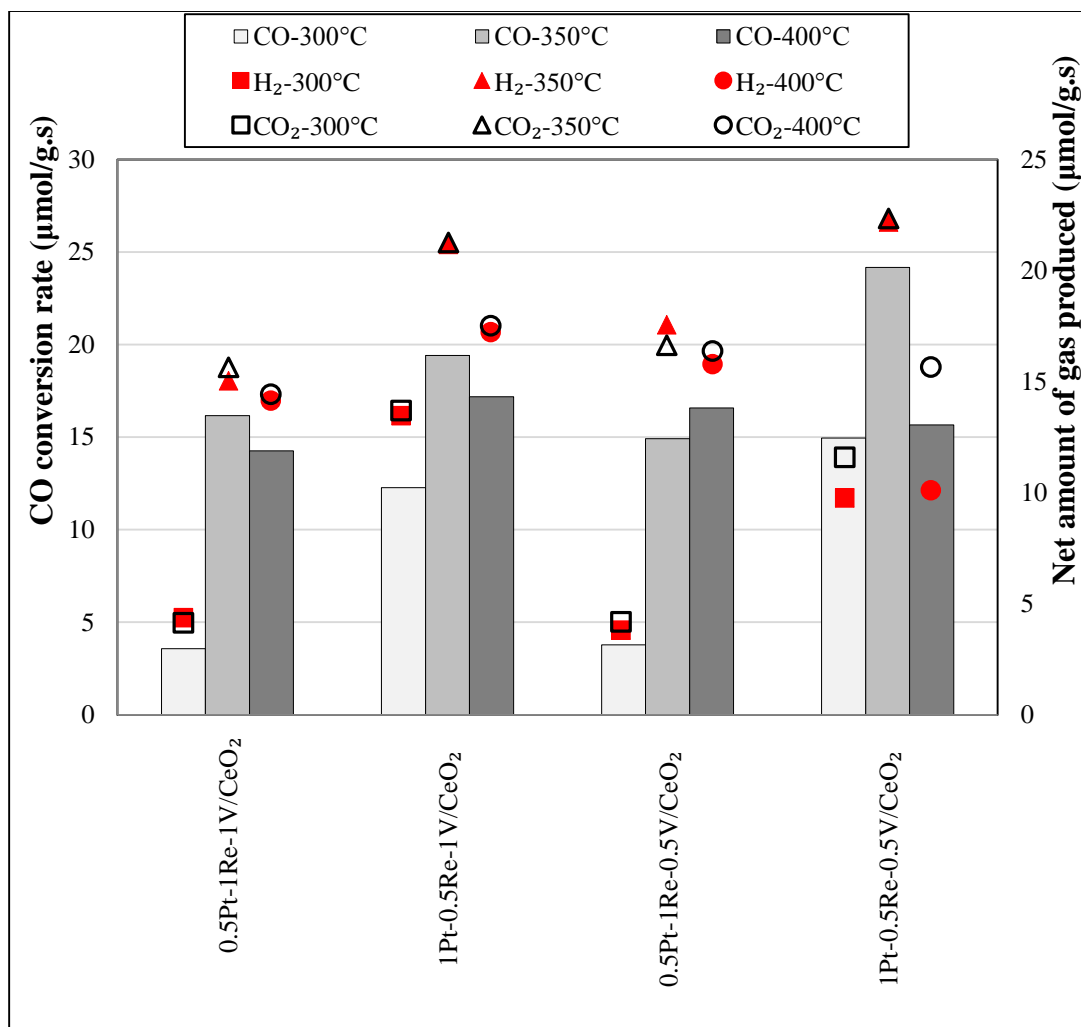 CO-300°C CO-350°C CO-400°C
H₂-300°C H₂-350°C H₂-400°C
CO₂-300°C CO₂-350°C CO₂-400°C
CO conversion rate (µmol/g.s)
30
25
20
15
10
5
0
25
20
15
10
5
0
Net amount of gas produced (µmol/g.s)
0.5Pt-1Re-1V/CeO₂
1Pt-0.5Re-1V/CeO₂
0.5Pt-1Re-0.5V/CeO₂
1Pt-0.5Re-0.5V/CeO₂